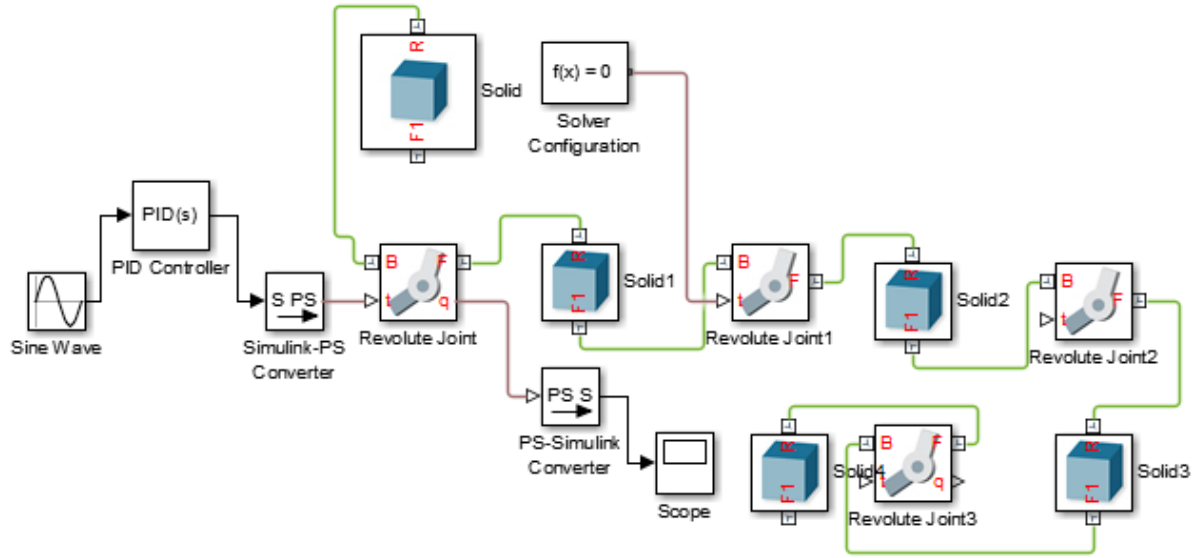 R
F1
Solid
f(x) = 0
Solver
Configuration
PID(s)
PID Controller
Sine Wave
S PS
Simulink-PS
Converter
B
F
t
q
Revolute Joint
R
F1
Solid1
B
F
t
Revolute Joint1
R
F1
Solid2
B
F
t
Revolute Joint2
PS S
PS-Simulink
Converter
Scope
R
F1
Solid4
B
F
t
q
Revolute Joint3
R
F1
Solid3